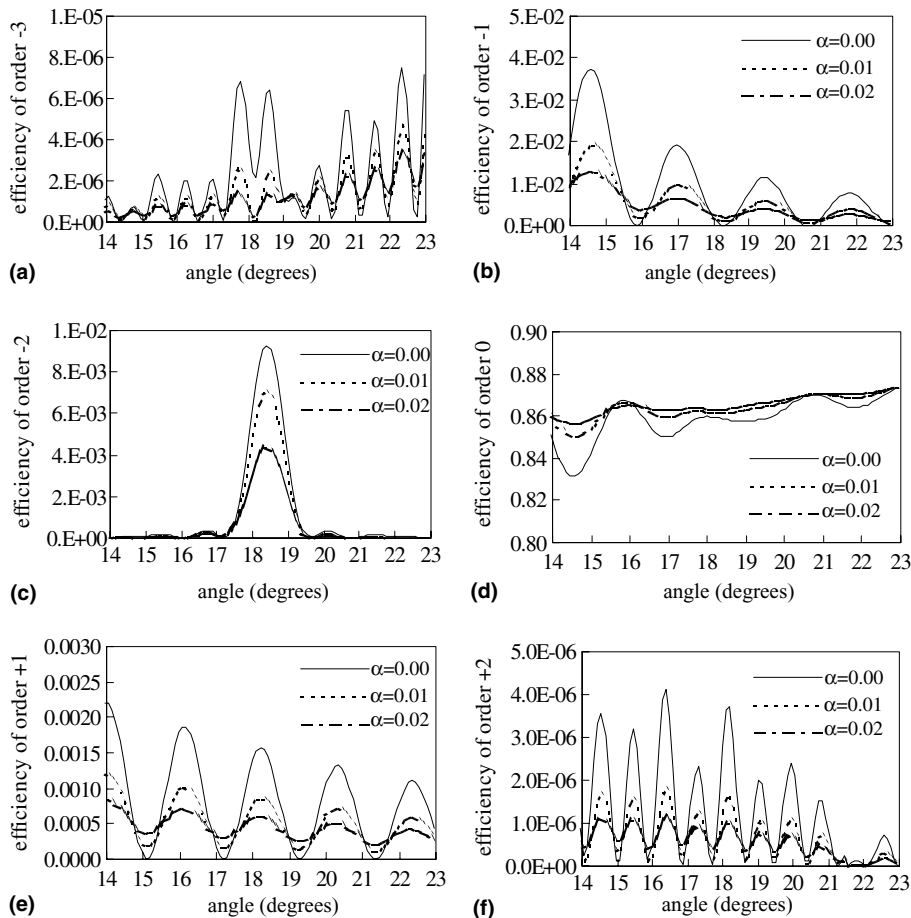 efficiency of order -3
1.E-05
8.E-06
6.E-06
4.E-06
2.E-06
0.E+00
14 15 16 17 18 19 20 21 22 23
angle (degrees)
(a)
efficiency of order -1
5.E-02
4.E-02
3.E-02
2.E-02
1.E-02
0.E+00
14 15 16 17 18 19 20 21 22 23
angle (degrees)
α=0.00
α=0.01
α=0.02
(b)
efficiency of order -2
1.E-02
8.E-03
6.E-03
4.E-03
2.E-03
0.E+00
14 15 16 17 18 19 20 21 22 23
angle (degrees)
α=0.00
α=0.01
α=0.02
(c)
efficiency of order 0
0.90
0.88
0.86
0.84
0.82
0.80
14 15 16 17 18 19 20 21 22 23
angle (degrees)
α=0.00
α=0.01
α=0.02
(d)
efficiency of order +1
0.0030
0.0025
0.0020
0.0015
0.0010
0.0005
0.0000
14 15 16 17 18 19 20 21 22 23
angle (degrees)
α=0.00
α=0.01
α=0.02
(e)
efficiency of order +2
5.0E-06
4.0E-06
3.0E-06
2.0E-06
1.0E-06
0.0E+00
14 15 16 17 18 19 20 21 22 23
angle (degrees)
α=0.00
α=0.01
α=0.02
(f)